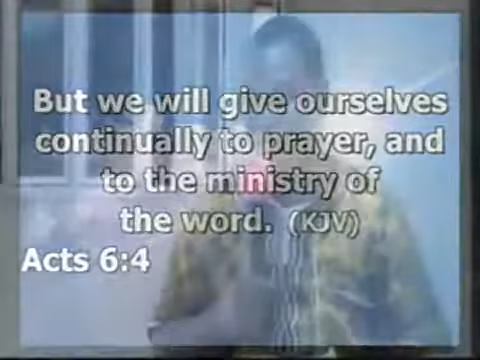 But we will give ourselves
continually to prayer, and
to the ministry of
the word. (KJV)
Acts 6:4